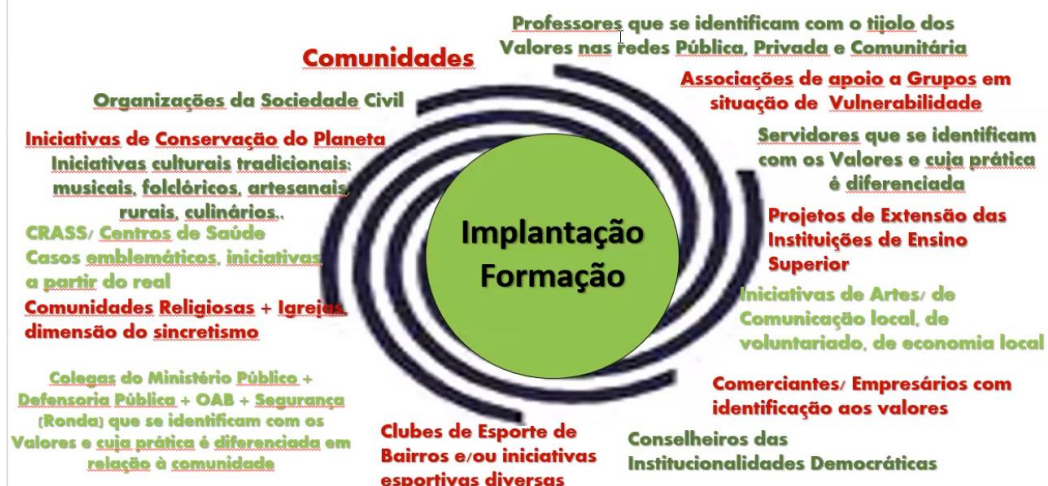 Professores que se identificam com o tijolo dos
Valores nas redes Pública, Privada e Comunitária
Comunidades
Associações de apoio a Grupos em
situação de Vulnerabilidade
Organizações da Sociedade Civil
Servidores que se identificam
com os Valores e cuja prática
é diferenciada
Iniciativas de Conservação do Planeta
Iniciativas culturais tradicionais:
musicais, folclóricos, artesanais,
rurais, culinários,.
Projetos de Extensão das
Instituições de Ensino
Superior
Implantação
Formação
CRASS/ Centros de Saúde
Casos emblemáticos, iniciativas
a partir do real
Iniciativas de Artes/ de
Comunicação local, de
voluntariado, de economia local
Comunidades Religiosas + Igrejas,
dimensão do sincretismo
Comerciantes/ Empresários com
identificação aos valores
Colegas do Ministério Público +
Defensoria Pública + OAB + Segurança
(Ronda) que se identificam com os
Valores e cuja prática é diferenciada em
relação à comunidade
Clubes de Esporte de
Bairros e/ou iniciativas
esportivas diversas
Conselheiros das
Institucionalidades Democráticas